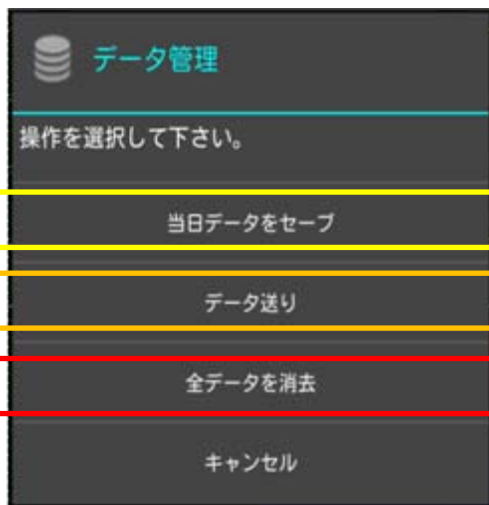 データ管理
操作を選択して下さい。
当日データをセーブ
データ送り
全データを消去
キャンセル